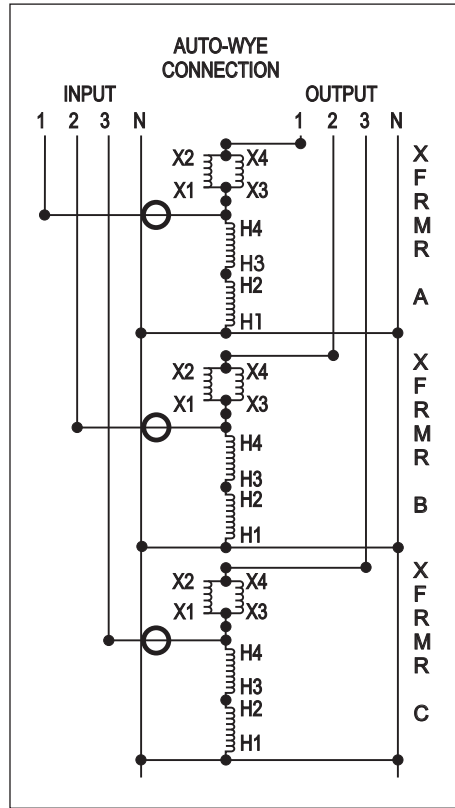 AUTO-WYE
CONNECTION
INPUT OUTPUT
1 2 3 N 1 2 3 N
X2 X4
X1 X3
H4
H3
H2
H1
XFRMR A
X2 X4
X1 X3
H4
H3
H2
H1
XFRMR B
X2 X4
X1 X3
H4
H3
H2
H1
XFRMR C